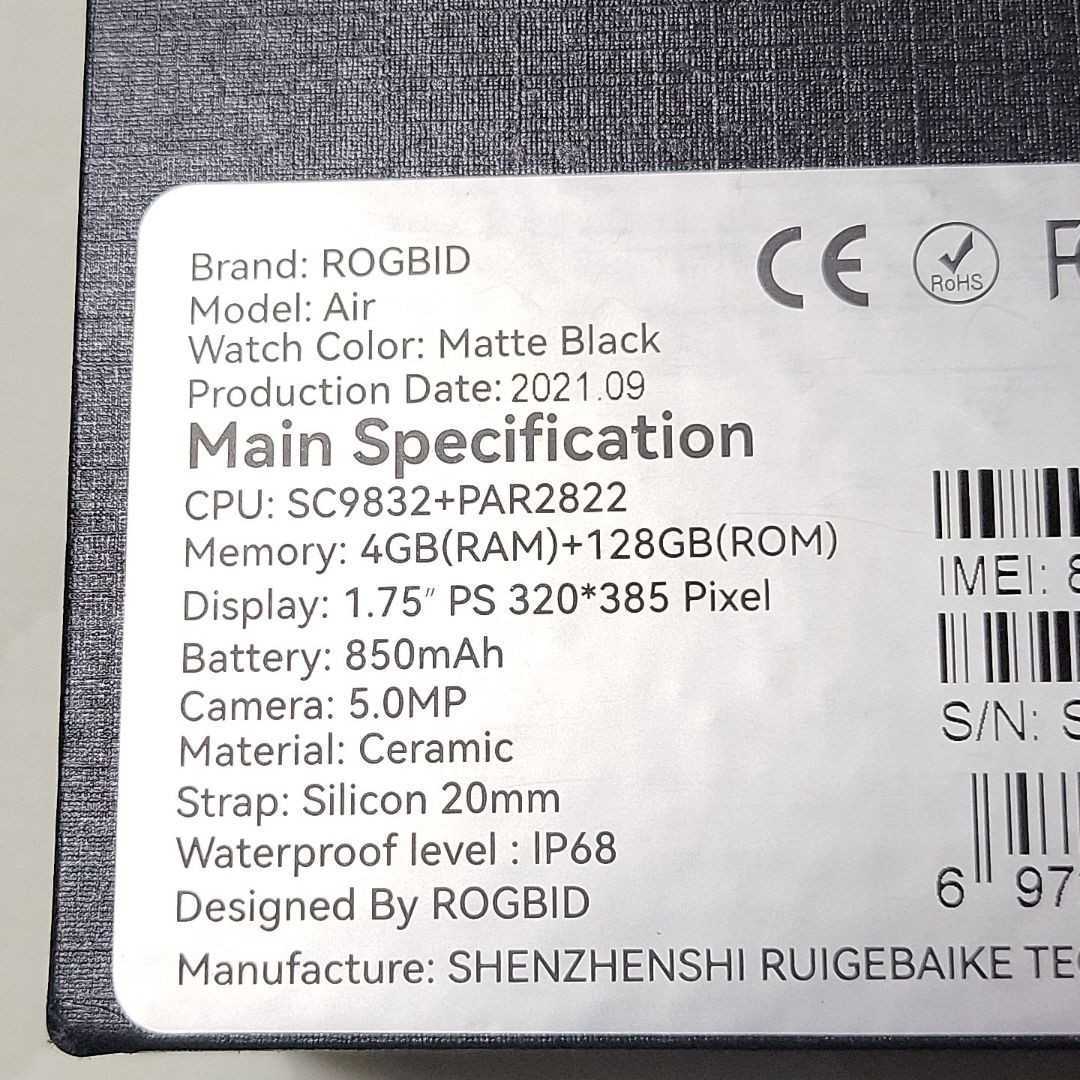 Brand: ROGBID
Model: Air
Watch Color: Matte Black
Production Date: 2021.09
CE
RoHS
Main Specification
CPU: SC9832+PAR2822
Memory: 4GB(RAM)+128GB(ROM)
Display: 1.75″ PS 320*385 Pixel
Battery: 850mAh
Camera: 5.0MP
Material: Ceramic
Strap: Silicon 20mm
Waterproof level : IP68
Designed By ROGBID
Manufacture: SHENZHENSHI RUIGEBAIKE
IMEI:
S/N:
6 97